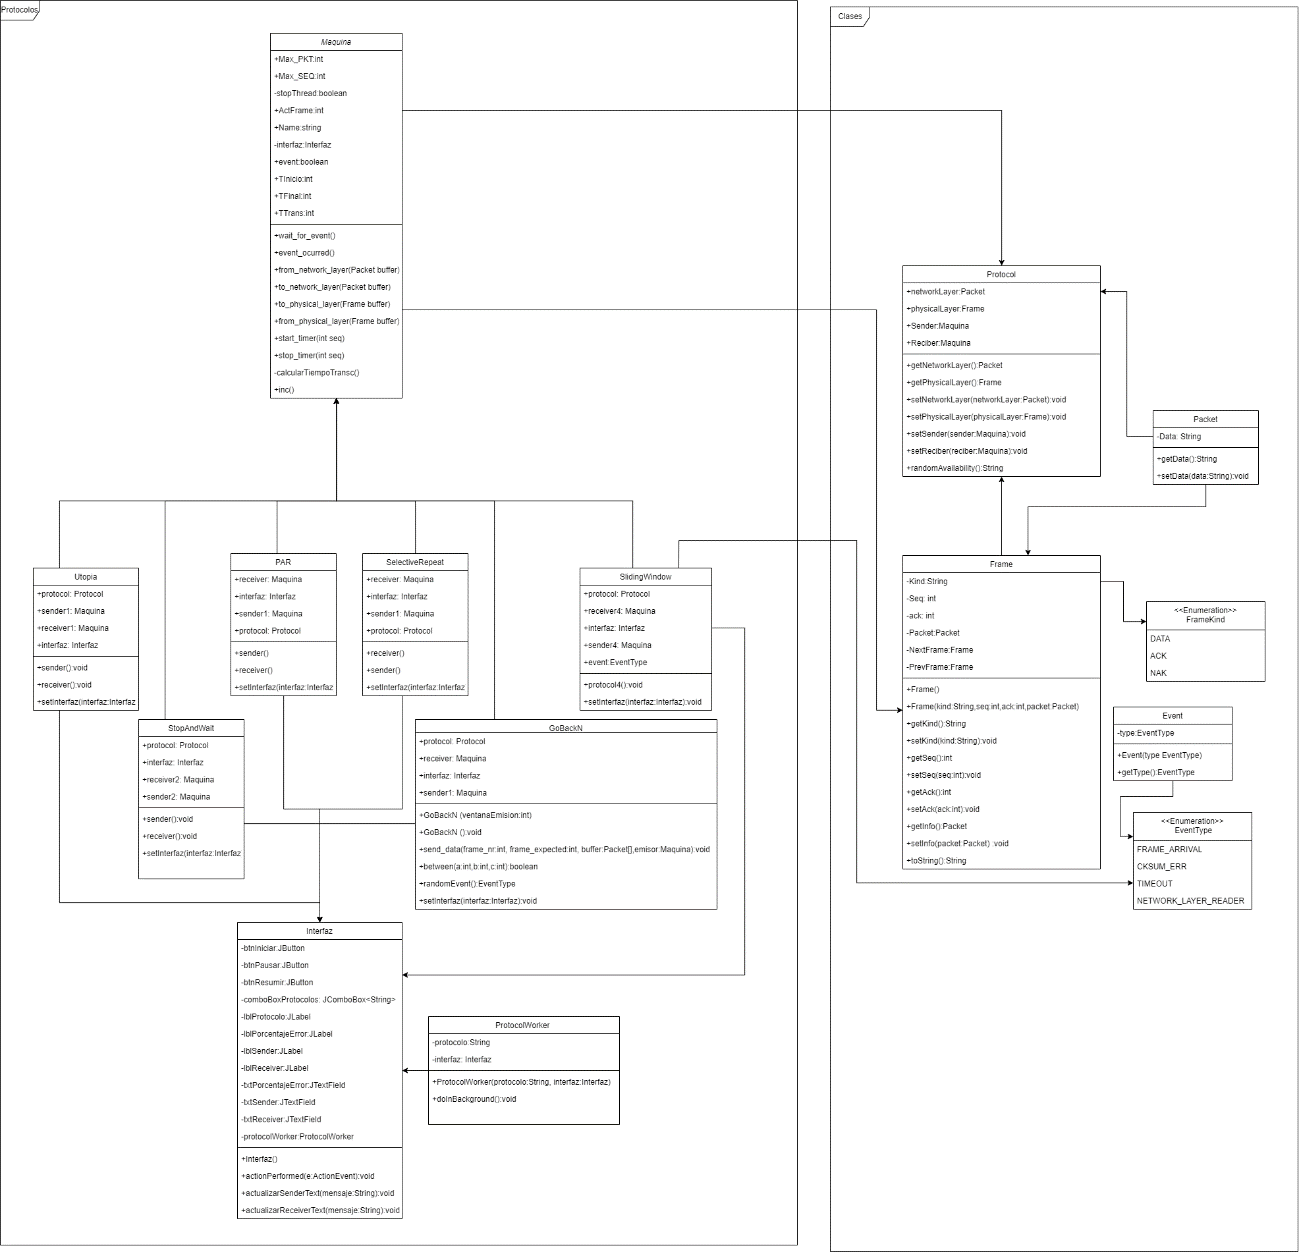 Protocolos
Maquina
+Max_PKT:int
+Max_SEQ:int
-stopThread:boolean
+ActFrame:int
+Name:string
-interfaz:Interfaz
+event:boolean
+TInicio:int
+TFinal:int
+TTrans:int
+wait_for_event()
+event_ocurred()
+from_network_layer(Packet buffer)
+to_network_layer(Packet buffer)
+to_physical_layer(Frame buffer)
+from_physical_layer(Frame buffer)
+start_timer(int seq)
+stop_timer(int seq)
-calcularTiempoTransc()
+inc()
Utopia
+protocol: Protocol
+sender1: Maquina
+receiver1: Maquina
+interfaz: Interfaz
+sender():void
+receiver():void
+setInterfaz(interfaz:Interfaz
PAR
+receiver: Maquina
+interfaz: Interfaz
+sender1: Maquina
+protocol: Protocol
+sender()
+receiver()
+setInterfaz(interfaz:Interfaz
SelectiveRepeat
+receiver: Maquina
+interfaz: Interfaz
+sender1: Maquina
+protocol: Protocol
+receiver()
+sender()
+setInterfaz(interfaz:Interfaz
SlidingWindow
+protocol: Protocol
+receiver4: Maquina
+interfaz: Interfaz
+sender4: Maquina
+event:EventType
+protocol4():void
+setInterfaz(interfaz:Interfaz):void
StopAndWait
+protocol: Protocol
+interfaz: Interfaz
+receiver2: Maquina
+sender2: Maquina
+sender():void
+receiver():void
+setInterfaz(interfaz:Interfaz
GoBackN
+protocol: Protocol
+receiver: Maquina
+interfaz: Interfaz
+sender1: Maquina
+GoBackN (ventanaEmision:int)
+GoBackN ():void
+send_data(frame_nr:int, frame_expected:int, buffer:Packet[],emisor:Maquina):void
+between(a:int,b:int,c:int):boolean
+randomEvent():EventType
+setInterfaz(interfaz:Interfaz):void
Interfaz
-btnIniciar:JButton
-btnPausar:JButton
-btnResumir:JButton
-comboBoxProtocolos: JComboBox<String>
-lblProtocolo:JLabel
-lblPorcentajeError:JLabel
-lblSender:JLabel
-lblReceiver:JLabel
-txtPorcentajeError:JTextField
-txtSender:JTextField
-txtReceiver:JTextField
-protocolWorker:ProtocolWorker
+Interfaz()
+actionPerformed(e:ActionEvent):void
+actualizarSenderText(mensaje:String):void
+actualizarReceiverText(mensaje:String):void
ProtocolWorker
-protocolo:String
-interfaz: Interfaz
+ProtocolWorker(protocolo:String, interfaz:Interfaz)
+doInBackground():void
Clases
Protocol
+networkLayer:Packet
+physicalLayer:Frame
+Sender:Maquina
+Reciber:Maquina
+getNetworkLayer():Packet
+getPhysicalLayer():Frame
+setNetworkLayer(networkLayer:Packet):void
+setPhysicalLayer(physicalLayer:Frame):void
+setSender(sender:Maquina):void
+setReciber(reciber:Maquina):void
+randomAvailability():String
Packet
-Data: String
+getData():String
+setData(data:String):void
Frame
-Kind:String
-Seq: int
-ack: int
-Packet:Packet
-NextFrame:Frame
-PrevFrame:Frame
+Frame()
+Frame(kind:String,seq:int,ack:int,packet:Packet)
+getKind():String
+setKind(kind:String):void
+getSeq():int
+setSeq(seq:int):void
+getAck():int
+setAck(ack:int):void
+getInfo():Packet
+setInfo(packet:Packet) :void
+toString():String
<<Enumeration>>
FrameKind
DATA
ACK
NAK
Event
-type:EventType
+Event(type EventType)
+getType():EventType
<<Enumeration>>
EventType
FRAME_ARRIVAL
CKSUM_ERR
TIMEOUT
NETWORK_LAYER_READER